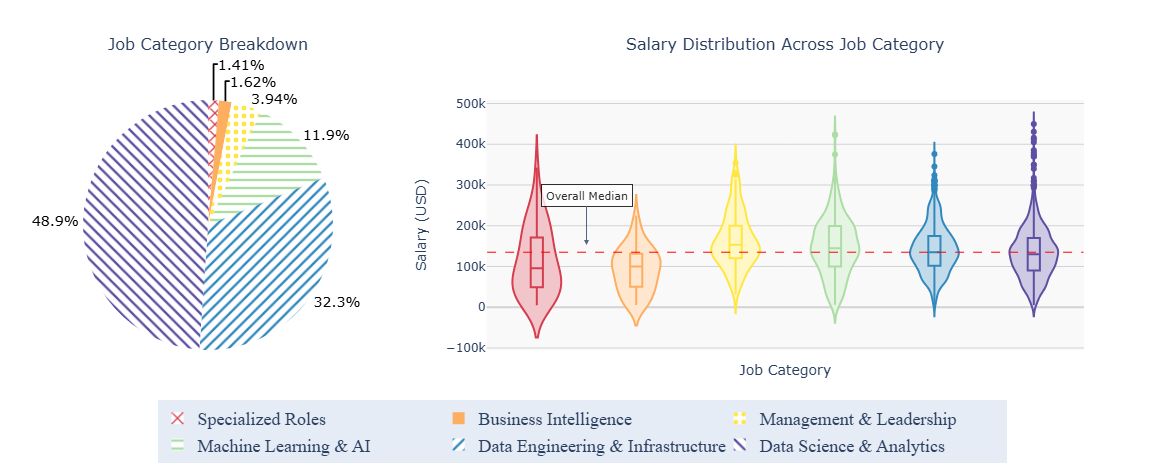 Job Category Breakdown
1.41%
1.62%
3.94%
11.9%
48.9%
32.3%
Salary Distribution Across Job Category
Salary (USD)
500k
400k
300k
200k
100k
0
−100k
Overall Median
Job Category
Specialized Roles
Business Intelligence
Management & Leadership
Machine Learning & AI
Data Engineering & Infrastructure
Data Science & Analytics